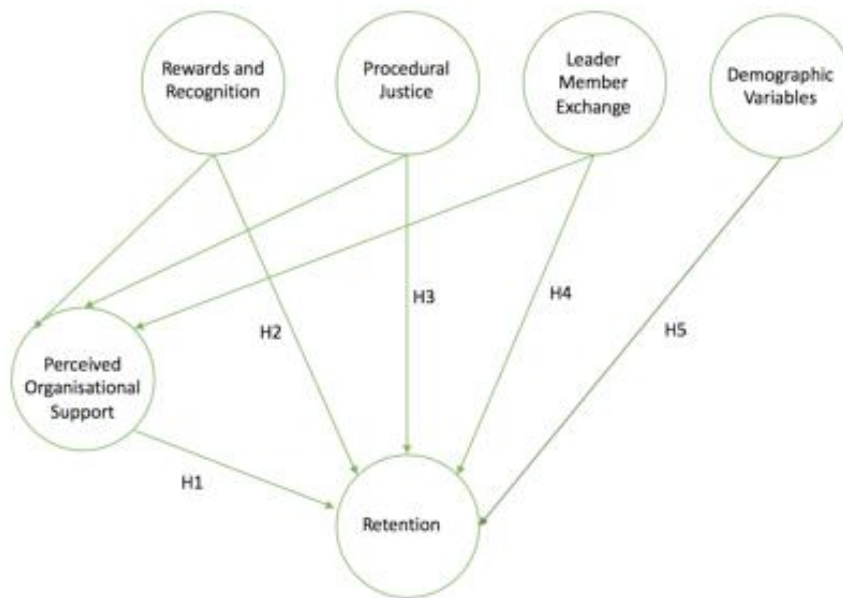 Rewards and
Recognition
Procedural
Justice
Leader
Member
Exchange
Demographic
Variables
H2
H3
H4
H5
Perceived
Organisational
Support
H1
Retention